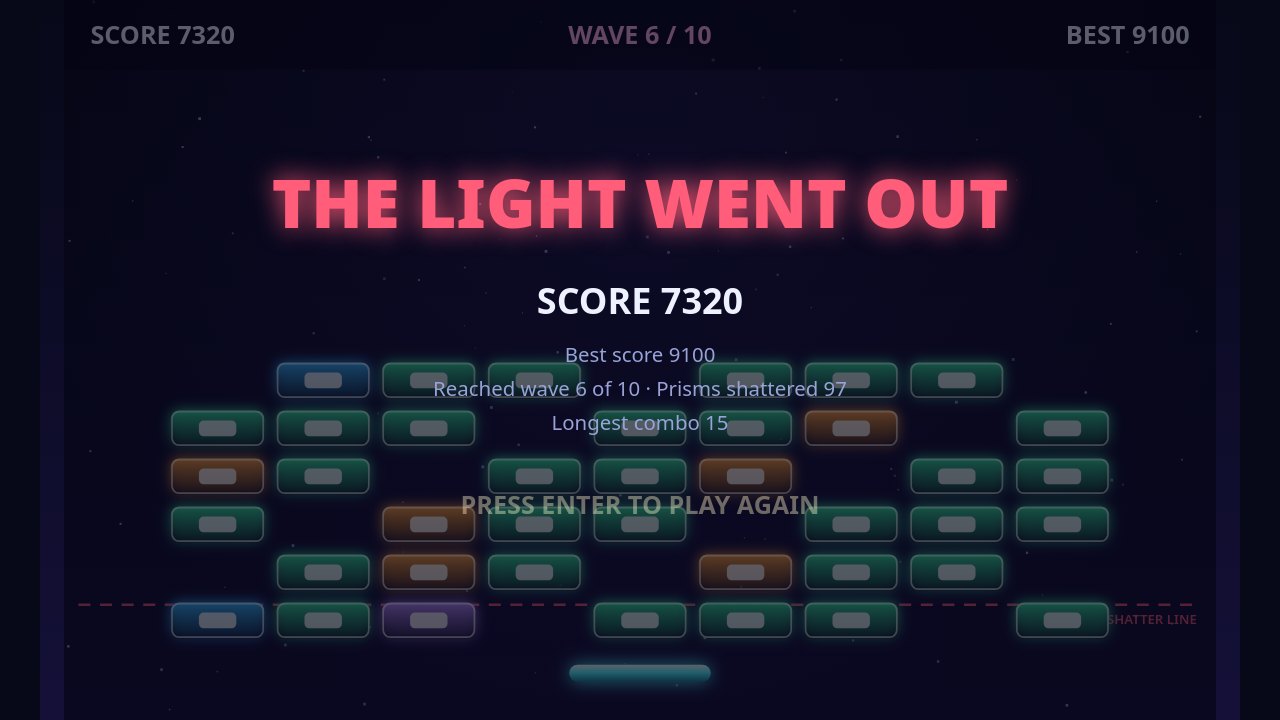 SCORE 7320
WAVE 6 / 10
BEST 9100
THE LIGHT WENT OUT
SCORE 7320
Best score 9100
Reached wave 6 of 10 · Prisms shattered 97
Longest combo 15
PRESS ENTER TO PLAY AGAIN
SHATTER LINE